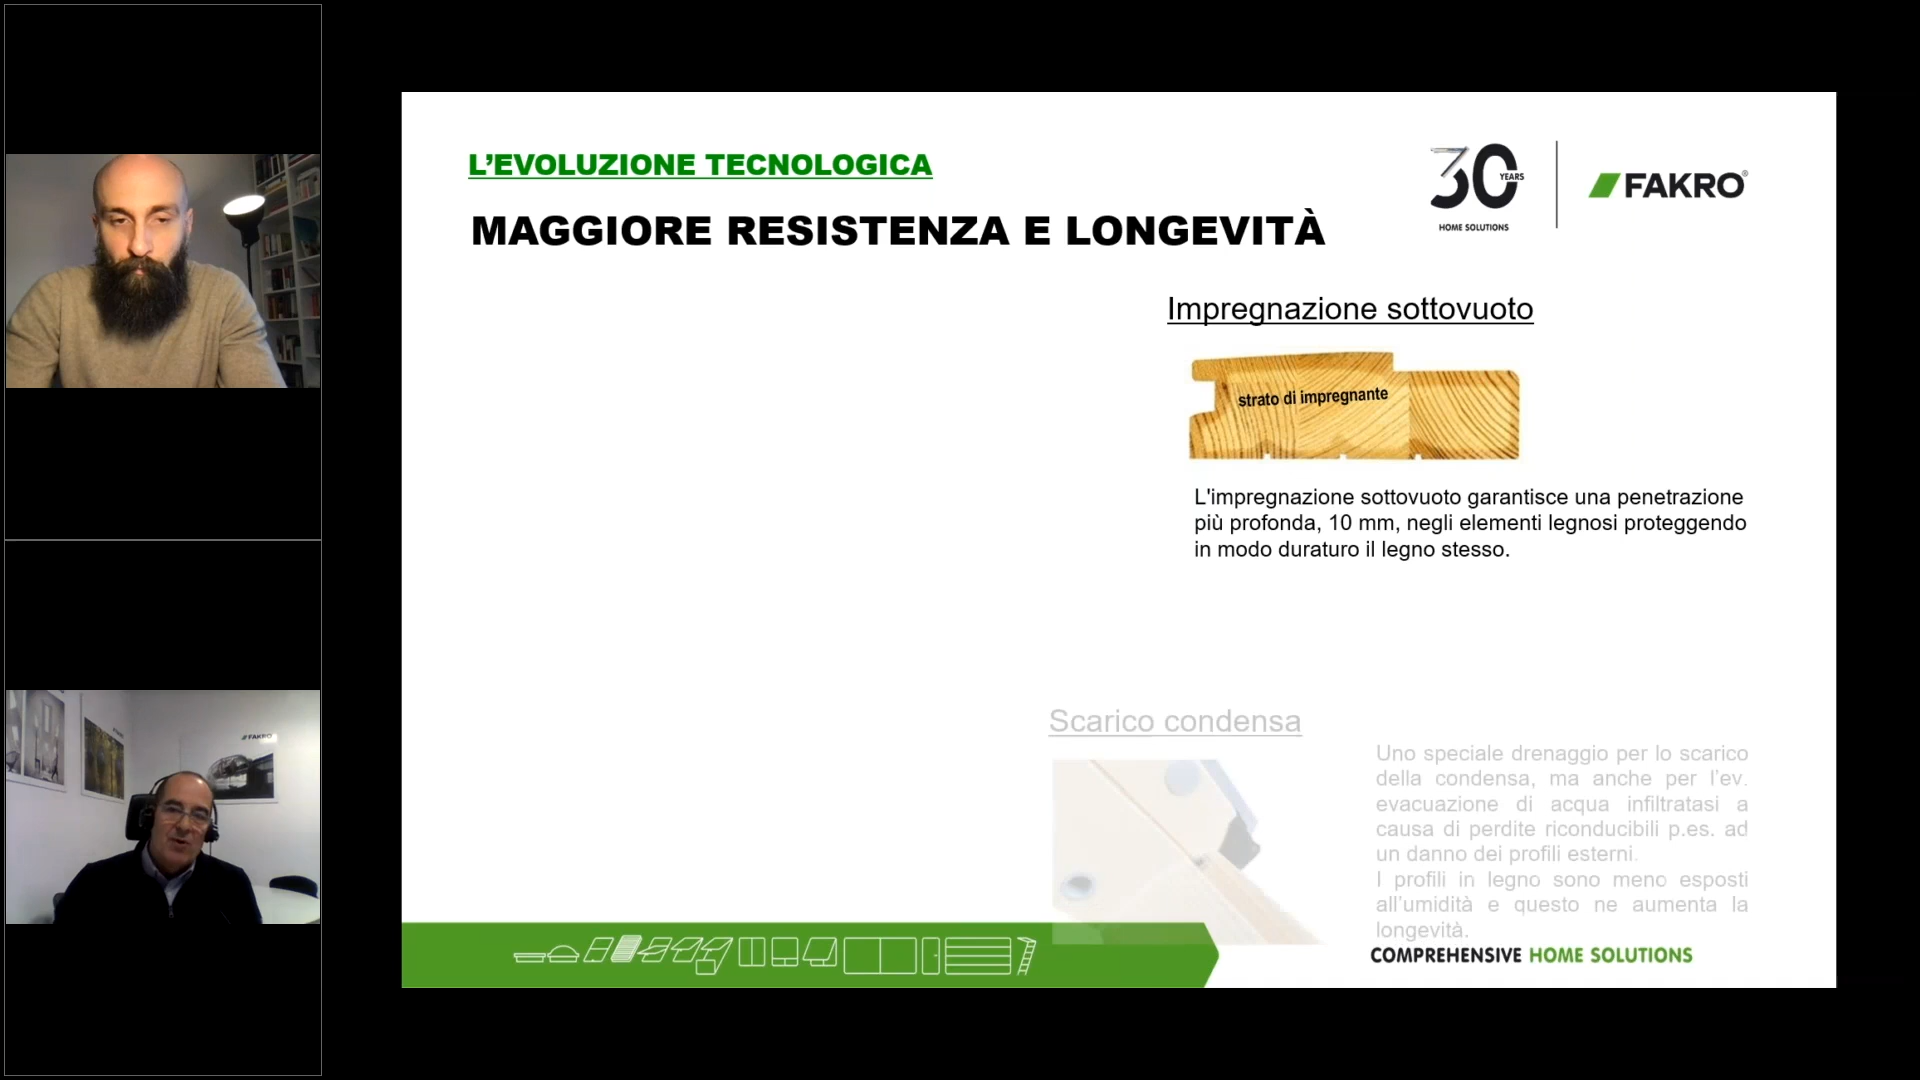 L’EVOLUZIONE TECNOLOGICA
MAGGIORE RESISTENZA E LONGEVITÀ
30
YEARS
HOME SOLUTIONS
FAKRO®
Impregnazione sottovuoto
strato di impregnante
L'impregnazione sottovuoto garantisce una penetrazione
più profonda, 10 mm, negli elementi legnosi proteggendo
in modo duraturo il legno stesso.
Scarico condensa
Uno speciale drenaggio per lo scarico
della condensa, ma anche per l’ev.
evacuazione di acqua infiltratasi a
causa di perdite riconducibili p.es. ad
un danno dei profili esterni.
I profili in legno sono meno esposti
all’umidità e questo ne aumenta la
longevità.
COMPREHENSIVE HOME SOLUTIONS
FAKRO